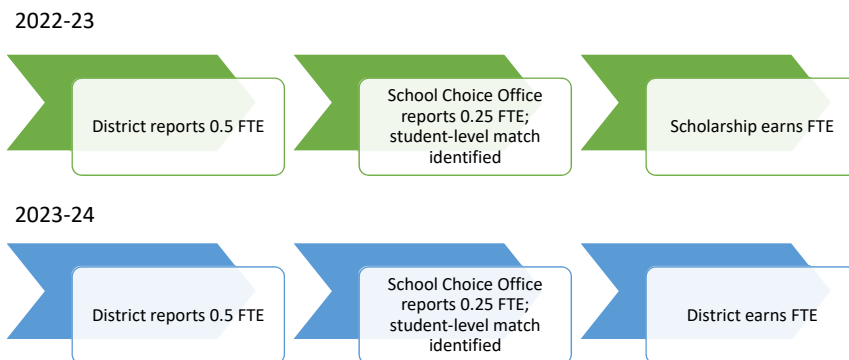 2022-23
District reports 0.5 FTE
School Choice Office
reports 0.25 FTE;
student-level match
identified
Scholarship earns FTE
2023-24
District reports 0.5 FTE
School Choice Office
reports 0.25 FTE;
student-level match
identified
District earns FTE